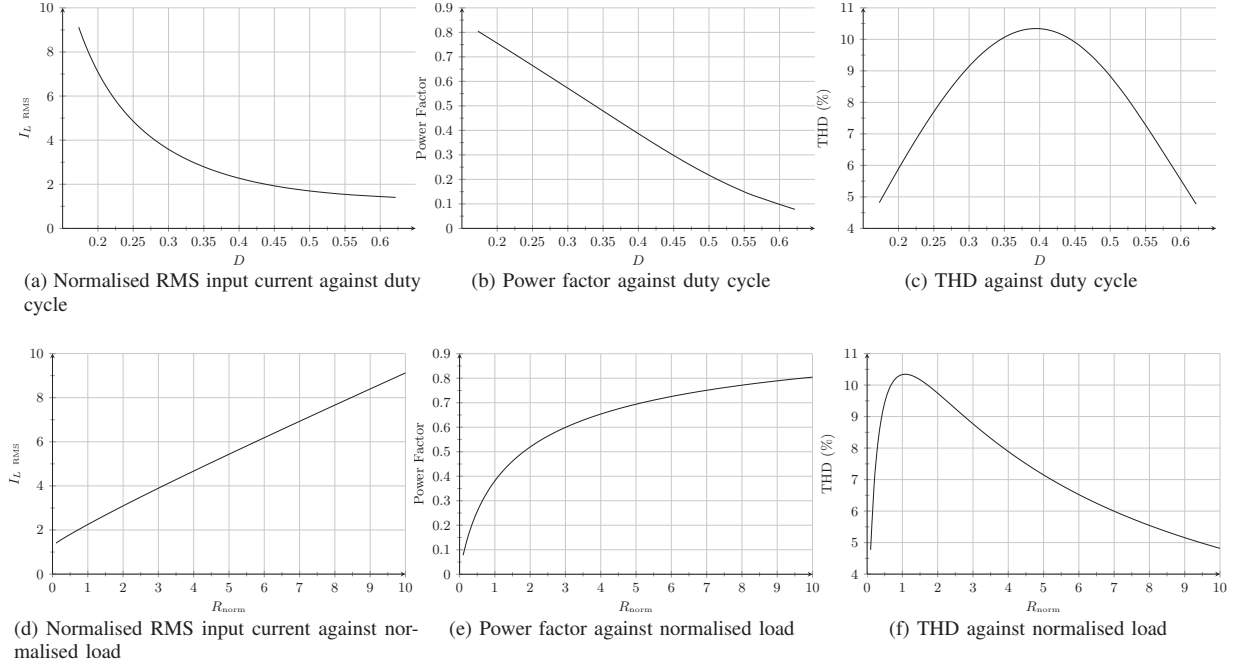 10
8
6
4
2
0
I_L RMS
0.2 0.25 0.3 0.35 0.4 0.45 0.5 0.55 0.6
D
(a) Normalised RMS input current against duty
cycle
0.9
0.8
0.7
0.6
0.5
0.4
0.3
0.2
0.1
0
Power Factor
0.2 0.25 0.3 0.35 0.4 0.45 0.5 0.55 0.6
D
(b) Power factor against duty cycle
11
10
9
8
7
6
5
4
THD (%)
0.2 0.25 0.3 0.35 0.4 0.45 0.5 0.55 0.6
D
(c) THD against duty cycle
10
8
6
4
2
0
I_L RMS
0 1 2 3 4 5 6 7 8 9 10
R_norm
(d) Normalised RMS input current against nor-
malised load
0.9
0.8
0.7
0.6
0.5
0.4
0.3
0.2
0.1
0
Power Factor
0 1 2 3 4 5 6 7 8 9 10
R_norm
(e) Power factor against normalised load
11
10
9
8
7
6
5
4
THD (%)
0 1 2 3 4 5 6 7 8 9 10
R_norm
(f) THD against normalised load